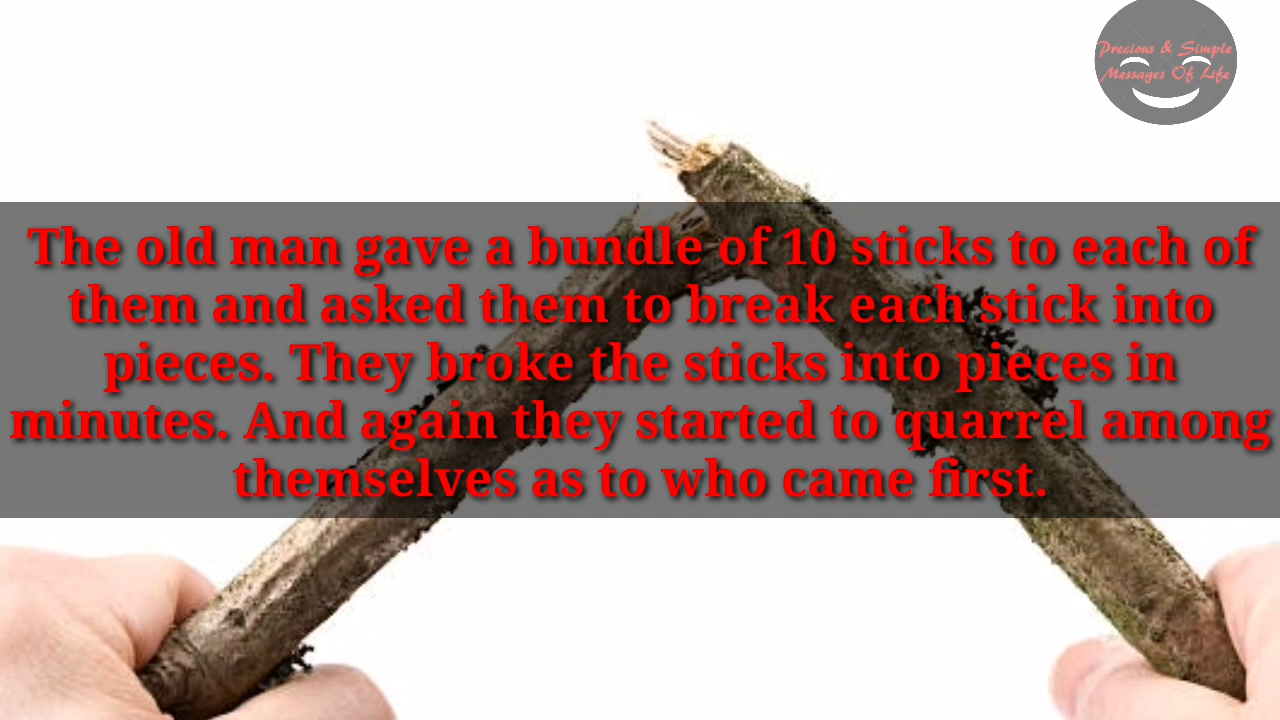 Precious & Simple
Messages Of Life
The old man gave a bundle of 10 sticks to each of
them and asked them to break each stick into
pieces. They broke the sticks into pieces in
minutes. And again they started to quarrel among
themselves as to who came first.